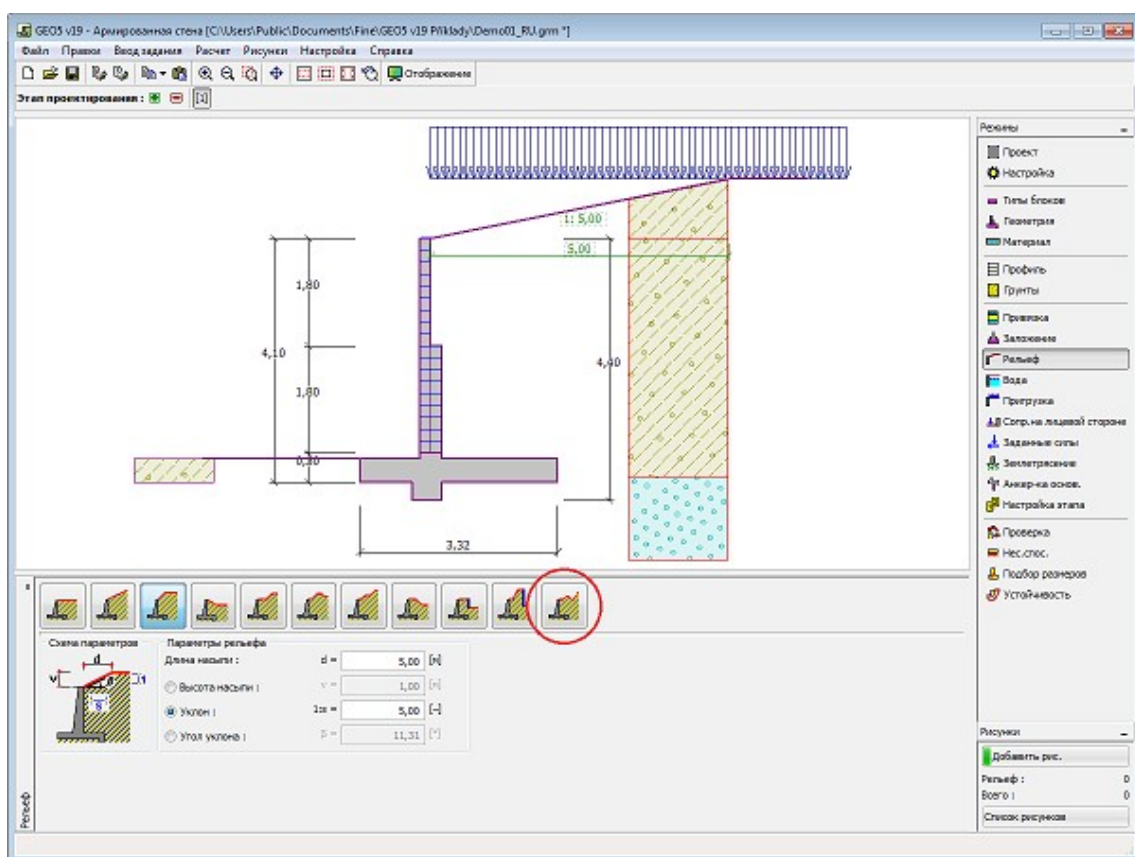 GEO5 v19 - Армированная стена [C:\Users\Public\Documents\Fine\GEO5 v19 Příklady\Demo01_RU.grm *]
Файл Правки Ввод задания Расчет Рисунки Настройка Справка
Отображение
Этап проектирования : [1]
1: 5,00
5,00
1,80
4,10
4,40
1,80
0,30
3,32
Режимы
Проект
Настройка
Типы блоков
Геометрия
Материал
Профиль
Грунты
Привязка
Заложение
Рельеф
Вода
Пригрузка
Сопр.на лицевой стороне
Заданные силы
Землетрясение
Анкер-ка основ.
Настройка этапа
Проверка
Нес.спос.
Подбор размеров
Устойчивость
Рельеф
Схема параметров
d
v
1
s
Параметры рельефа
Длина насыпи : d = 5,00 [м]
Высота насыпи : v = 1,00 [м]
Уклон : 1:s = 5,00 [-]
Угол уклона : β = 11,31 [°]
Рисунки
Добавить рис.
Рельеф : 0
Всего : 0
Список рисунков